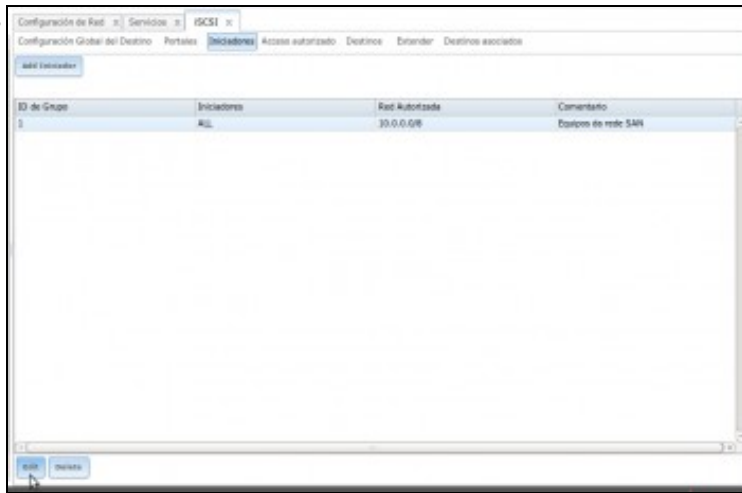 Configuración de Red x Servicios x iSCSI x
Configuración Global del Destino Portales Iniciadores Acceso autorizado Destinos Extender Destinos asociados
Add Iniciador
ID de Grupo Iniciadores Red Autorizada Comentario
1 ALL 10.0.0.0/8 Equipos de rede SAN
Edit Delete